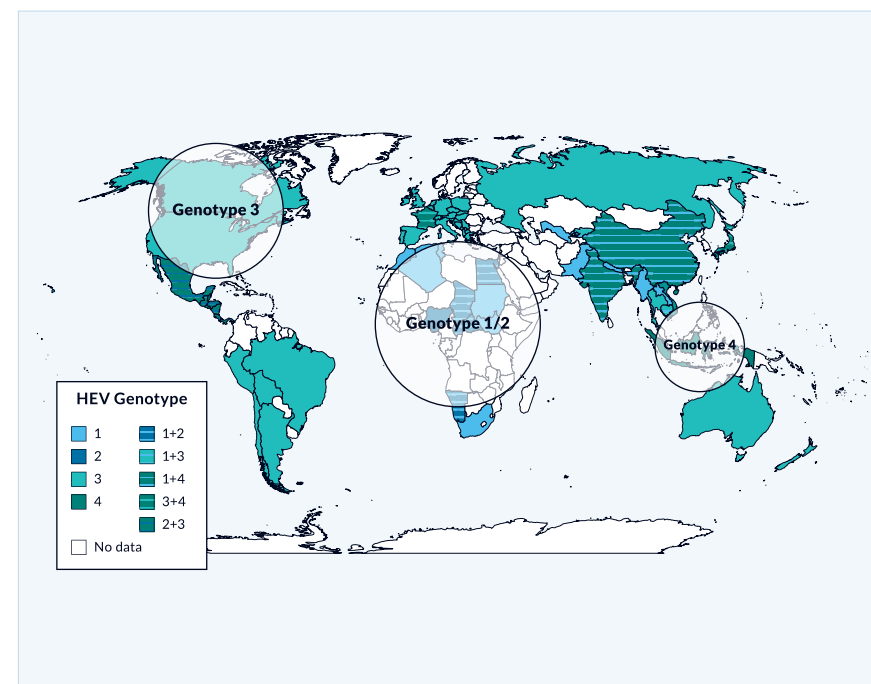 Genotype 3
Genotype 1/2
Genotype 4
HEV Genotype
1
1+2
2
1+3
3
1+4
4
3+4
2+3
No data